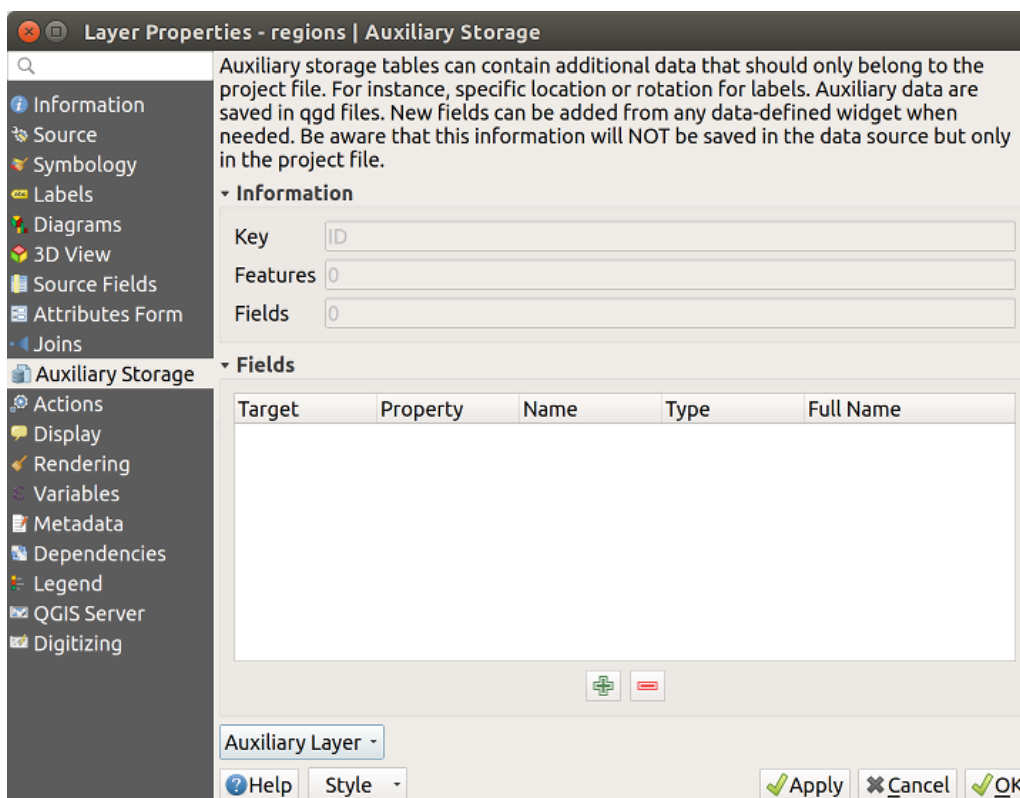 Layer Properties - regions | Auxiliary Storage
Information
Source
Symbology
Labels
Diagrams
3D View
Source Fields
Attributes Form
Joins
Auxiliary Storage
Actions
Display
Rendering
Variables
Metadata
Dependencies
Legend
QGIS Server
Digitizing
Auxiliary storage tables can contain additional data that should only belong to the
project file. For instance, specific location or rotation for labels. Auxiliary data are
saved in qgd files. New fields can be added from any data-defined widget when
needed. Be aware that this information will NOT be saved in the data source but only
in the project file.
Information
Key ID
Features 0
Fields 0
Fields
Target Property Name Type Full Name
Auxiliary Layer
Help Style Apply Cancel OK